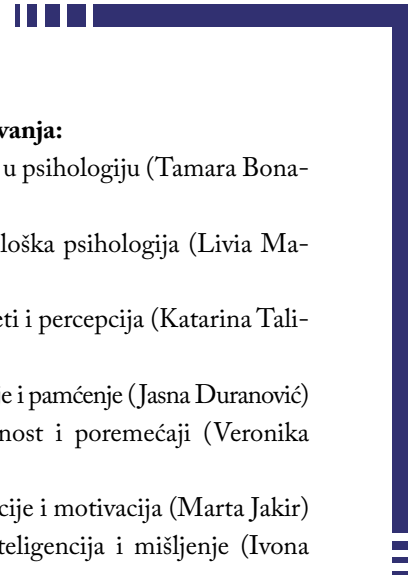 vanja:
u psihologiju (Tamara Bona-
loška psihologija (Livia Ma-
eti i percepcija (Katarina Tali-
e i pamćenje (Jasna Duranović)
nost i poremećaji (Veronika
cije i motivacija (Marta Jakir)
teligencija i mišljenje (Ivona